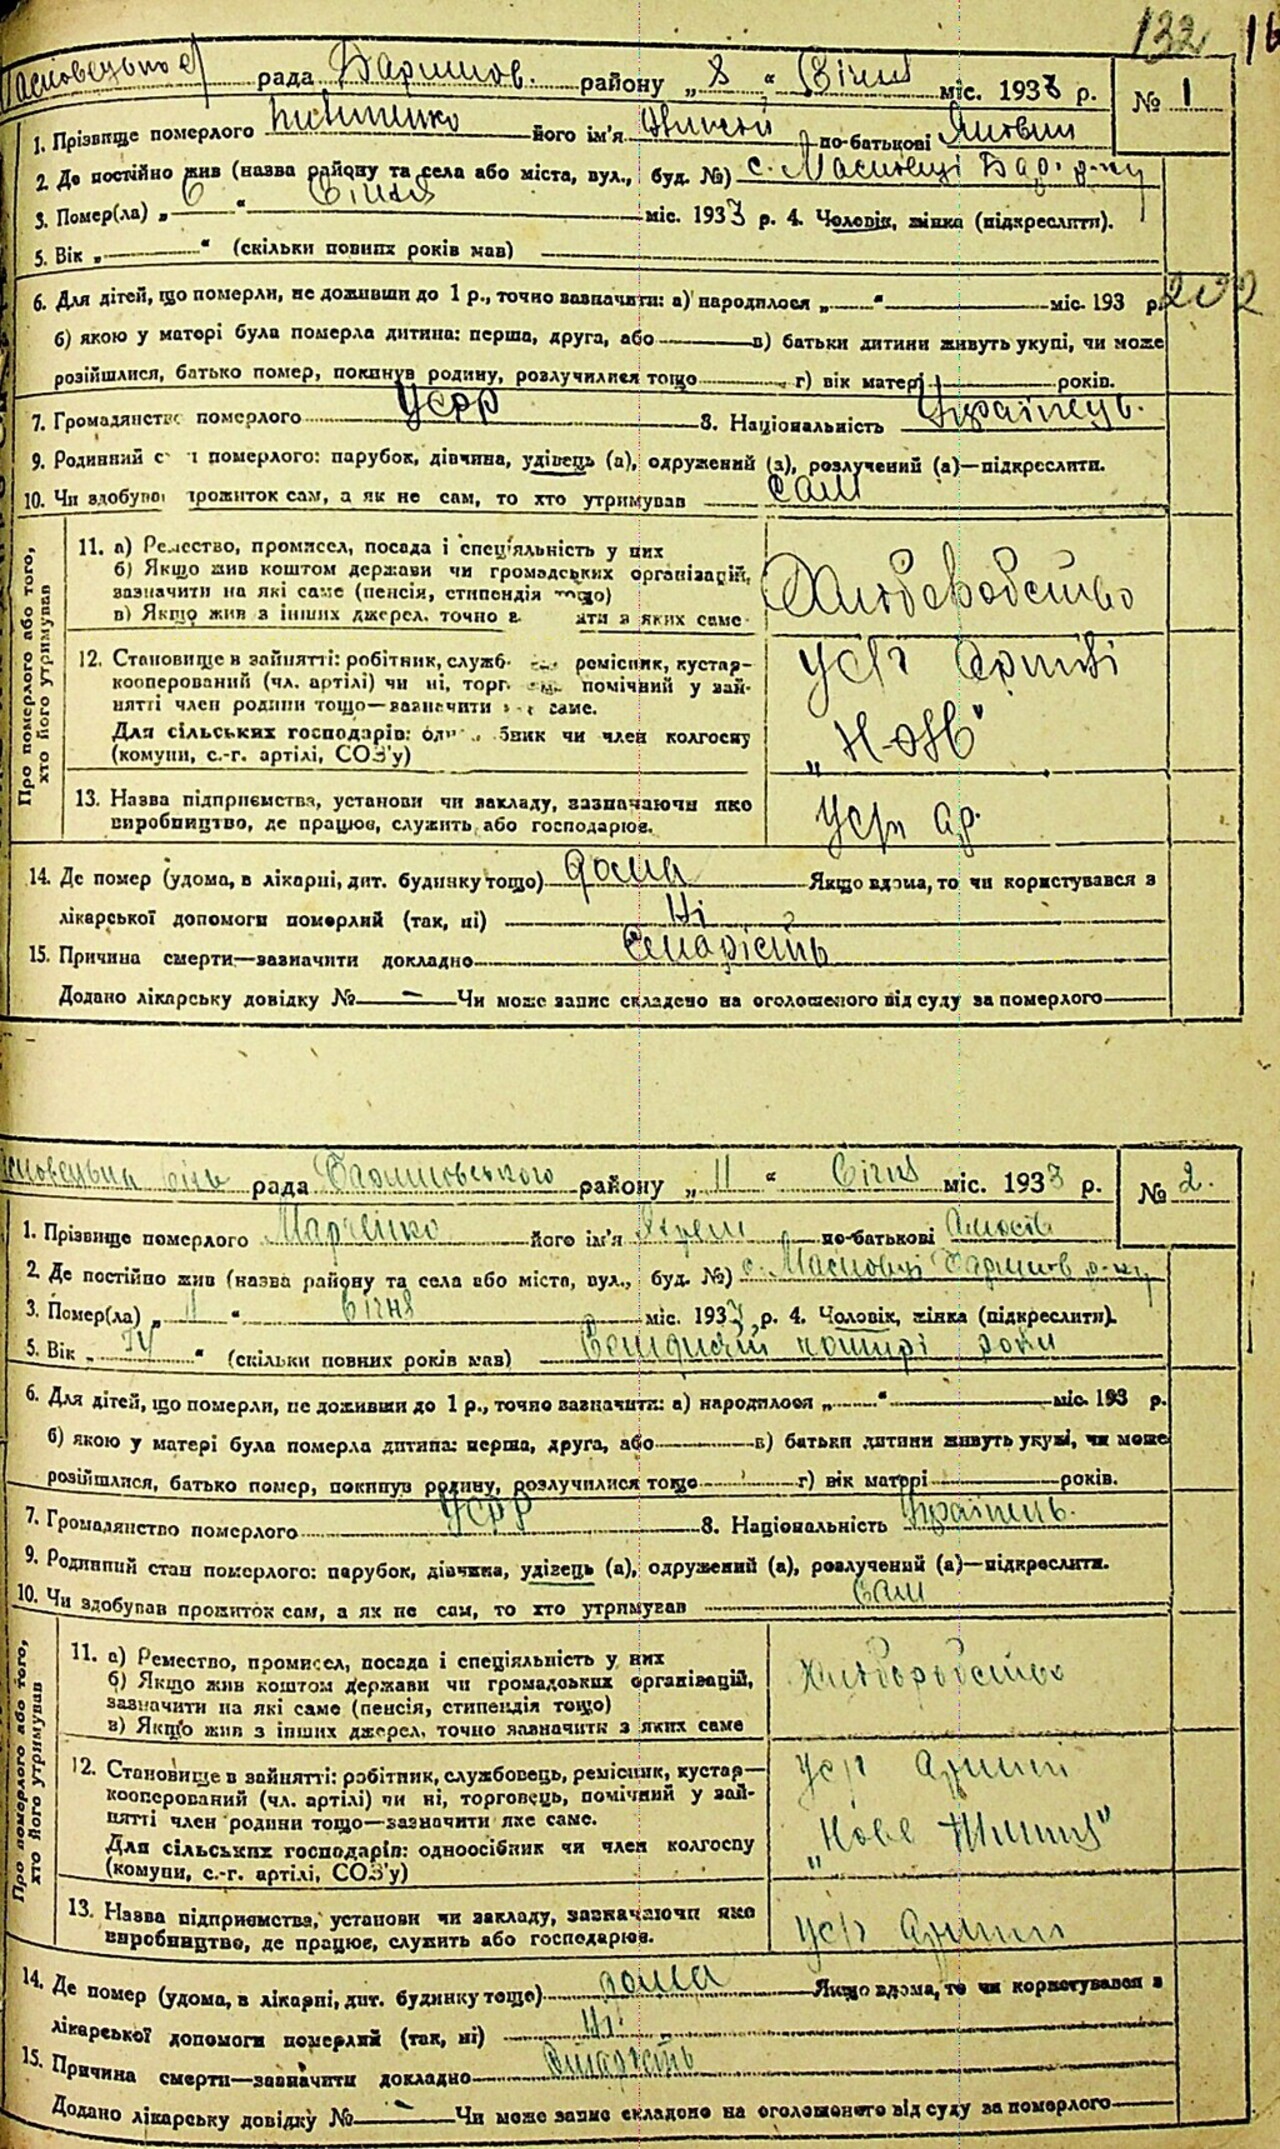 132 16
рада Баришов. району „ 8 “ Січня міс. 1933 р. № 1
1. Прізвище померлого його ім'я по-батькові
2. Де постійно жив (назва району та села або міста, вул., буд. №) с. Масківці Бар. р-ну
3. Помер(ла) „ 6 “ Січня міс. 1933 р. 4. Чоловік, жінка (підкреслити).
5. Вік „ “ (скільки повних років мав)
6. Для дітей, що померли, не доживши до 1 р., точно зазначити: а) народилося „ “ міс. 193 р.
б) якою у матері була померла дитина: перша, друга, або в) батьки дитини живуть укупі, чи може
розійшлися, батько помер, покинув родину, розлучилися тощо г) вік матері років.
7. Громадянство померлого УСРР 8. Національність Українець.
9. Родинний с н померлого: парубок, дівчина, удівець (а), одружений (а), розлучений (а)—підкреслити.
10. Чи здобував прожиток сам, а як не сам, то хто утримував сам
Про померлого або того, хто його утримував
11. а) Ремество, промисел, посада і спеціяльність у них
б) Якщо жив коштом держави чи громадських організацій,
зазначити на які саме (пенсія, стипендія тощо)
в) Якщо жив з інших джерел, точно з ати з яких саме
Хліборобство
12. Становище в зайнятті: робітник, служб ремісник, кустар—
кооперований (чл. артілі) чи ні, торг помічний у зай-
нятті член родини тощо—зазначити саме.
Для сільських господарів: од бник чи член колгоспу
(комуни, с.-г. артілі, СОЗ'у)
13. Назва підприємства, установи чи закладу, зазначаючи яко
виробництво, де працює, служить або господарює.
14. Де помер (удома, в лікарні, дит. будинку тощо) дома Якщо вдома, то чи користувався з
лікарської допомоги померлий (так, ні) Ні
15. Причина смерти—зазначити докладно Старість
Додано лікарську довідку № — Чи може запис складено на оголошеного від суду за померлого
рада Баришовського району „ 11 “ Січня міс. 1933 р. № 2.
1. Прізвище померлого Марченко його ім'я по-батькові
2. Де постійно жив (назва району та села або міста, вул., буд. №) с. Масківці Баришов р-ну
3. Помер(ла) „ 11 “ Січня міс. 1933 р. 4. Чоловік, жінка (підкреслити).
5. Вік „ 74 “ (скільки повних років мав) чотирі роки
6. Для дітей, що померли, не доживши до 1 р., точно зазначити: а) народилося „ “ міс. 193 р.
б) якою у матері була померла дитина: перша, друга, або в) батьки дитини живуть укупі, чи може
розійшлися, батько помер, покинув родину, розлучилися тощо г) вік матері років.
7. Громадянство померлого УСРР 8. Національність Українець.
9. Родинний стан померлого: парубок, дівчина, удівець (а), одружений (а), розлучений (а)—підкреслити.
10. Чи здобував прожиток сам, а як не сам, то хто утримував сам
Про померлого або того, хто його утримував
11. а) Ремество, промисел, посада і спеціяльність у них
б) Якщо жив коштом держави чи громадських організацій,
зазначити на які саме (пенсія, стипендія тощо)
в) Якщо жив з інших джерел, точно зазначити з яких саме
Хліборобство
12. Становище в зайнятті: робітник, службовець, ремісник, кустар—
кооперований (чл. артілі) чи ні, торговець, помічний у зай-
нятті член родини тощо—зазначити яке саме.
Для сільських господарів: одноосібник чи член колгоспу
(комуни, с.-г. артілі, СОЗ'у)
„Нове Життя“
13. Назва підприємства, установи чи закладу, зазначаючи яко
виробництво, де працює, служить або господарює.
14. Де помер (удома, в лікарні, дит. будинку тощо) дома Якщо вдома, то чи користувався з
лікарської допомоги померлий (так, ні) Ні
15. Причина смерти—зазначити докладно Старість
Додано лікарську довідку № — Чи може запис складено на оголошеного від суду за померлого